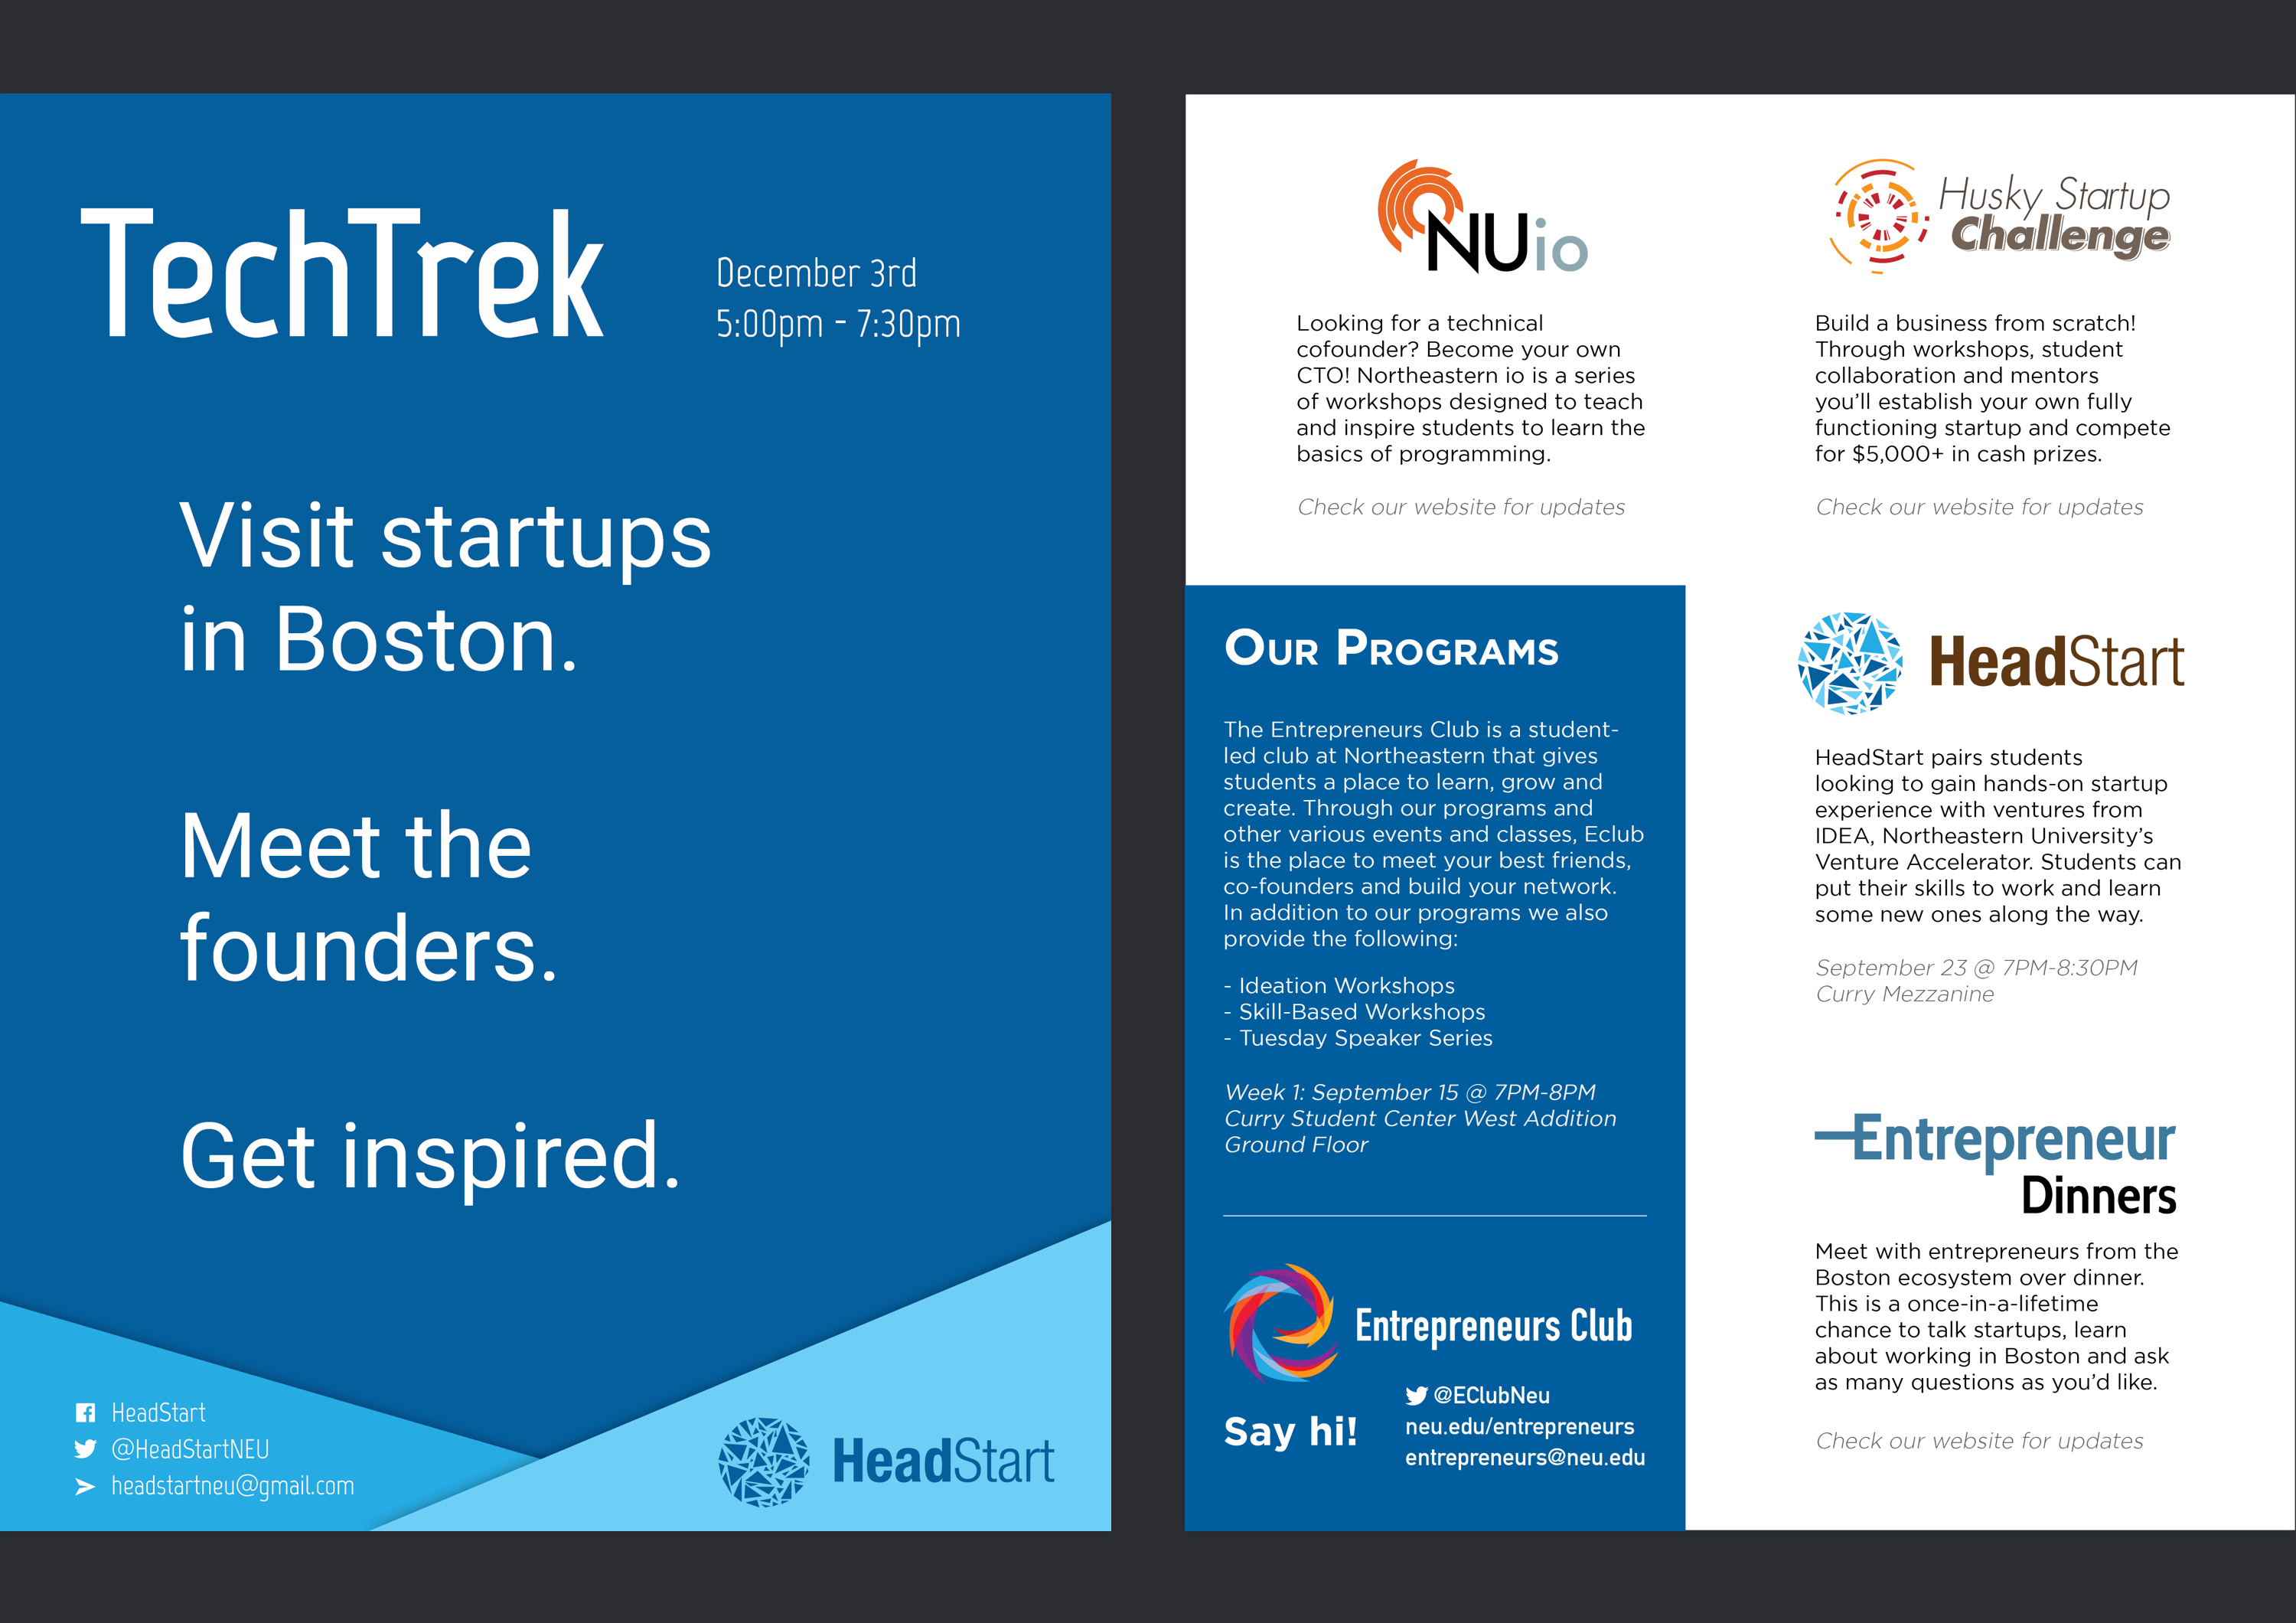 TechTrek
December 3rd
5:00pm - 7:30pm
Visit startups
in Boston.
Meet the
founders.
Get inspired.
HeadStart
@HeadStartNEU
headstartneu@gmail.com
HeadStart
NUio
Looking for a technical
cofounder? Become your own
CTO! Northeastern io is a series
of workshops designed to teach
and inspire students to learn the
basics of programming.
Check our website for updates
Husky Startup
Challenge
Build a business from scratch!
Through workshops, student
collaboration and mentors
you’ll establish your own fully
functioning startup and compete
for $5,000+ in cash prizes.
Check our website for updates
Our Programs
The Entrepreneurs Club is a student-
led club at Northeastern that gives
students a place to learn, grow and
create. Through our programs and
other various events and classes, Eclub
is the place to meet your best friends,
co-founders and build your network.
In addition to our programs we also
provide the following:
- Ideation Workshops
- Skill-Based Workshops
- Tuesday Speaker Series
Week 1: September 15 @ 7PM-8PM
Curry Student Center West Addition
Ground Floor
Entrepreneurs Club
Say hi!
@EClubNeu
neu.edu/entrepreneurs
entrepreneurs@neu.edu
HeadStart
HeadStart pairs students
looking to gain hands-on startup
experience with ventures from
IDEA, Northeastern University’s
Venture Accelerator. Students can
put their skills to work and learn
some new ones along the way.
September 23 @ 7PM-8:30PM
Curry Mezzanine
Entrepreneur
Dinners
Meet with entrepreneurs from the
Boston ecosystem over dinner.
This is a once-in-a-lifetime
chance to talk startups, learn
about working in Boston and ask
as many questions as you’d like.
Check our website for updates